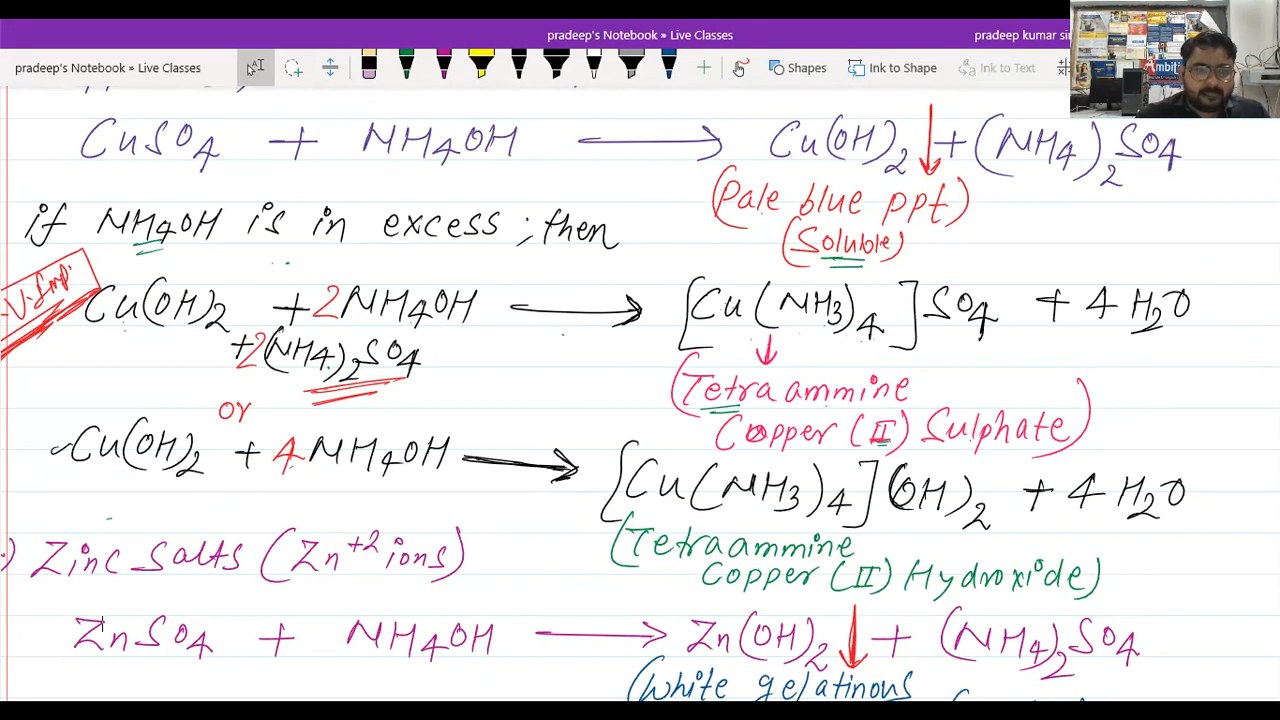 pradeep's Notebook » Live Classes
pradeep kumar si
pradeep's Notebook » Live Classes
Shapes
Ink to Shape
Ink to Text
Ambiti
CuSO4 + NH4OH ⟶ Cu(OH)2 ↓ + (NH4)2SO4
(Pale blue ppt)
(Soluble)
if NH4OH is in excess ; then
V. Imp.
Cu(OH)2 + 2NH4OH ⟶ [Cu(NH3)4]SO4 + 4H2O
+ 2(NH4)2SO4
↓
(Tetraammine
Copper (II) Sulphate)
or
Cu(OH)2 + 4NH4OH ⟶ [Cu(NH3)4](OH)2 + 4H2O
(Tetraammine
Copper (II) Hydroxide)
) Zinc Salts (Zn+2 ions)
ZnSO4 + NH4OH ⟶ Zn(OH)2 ↓ + (NH4)2SO4
(White gelatinous